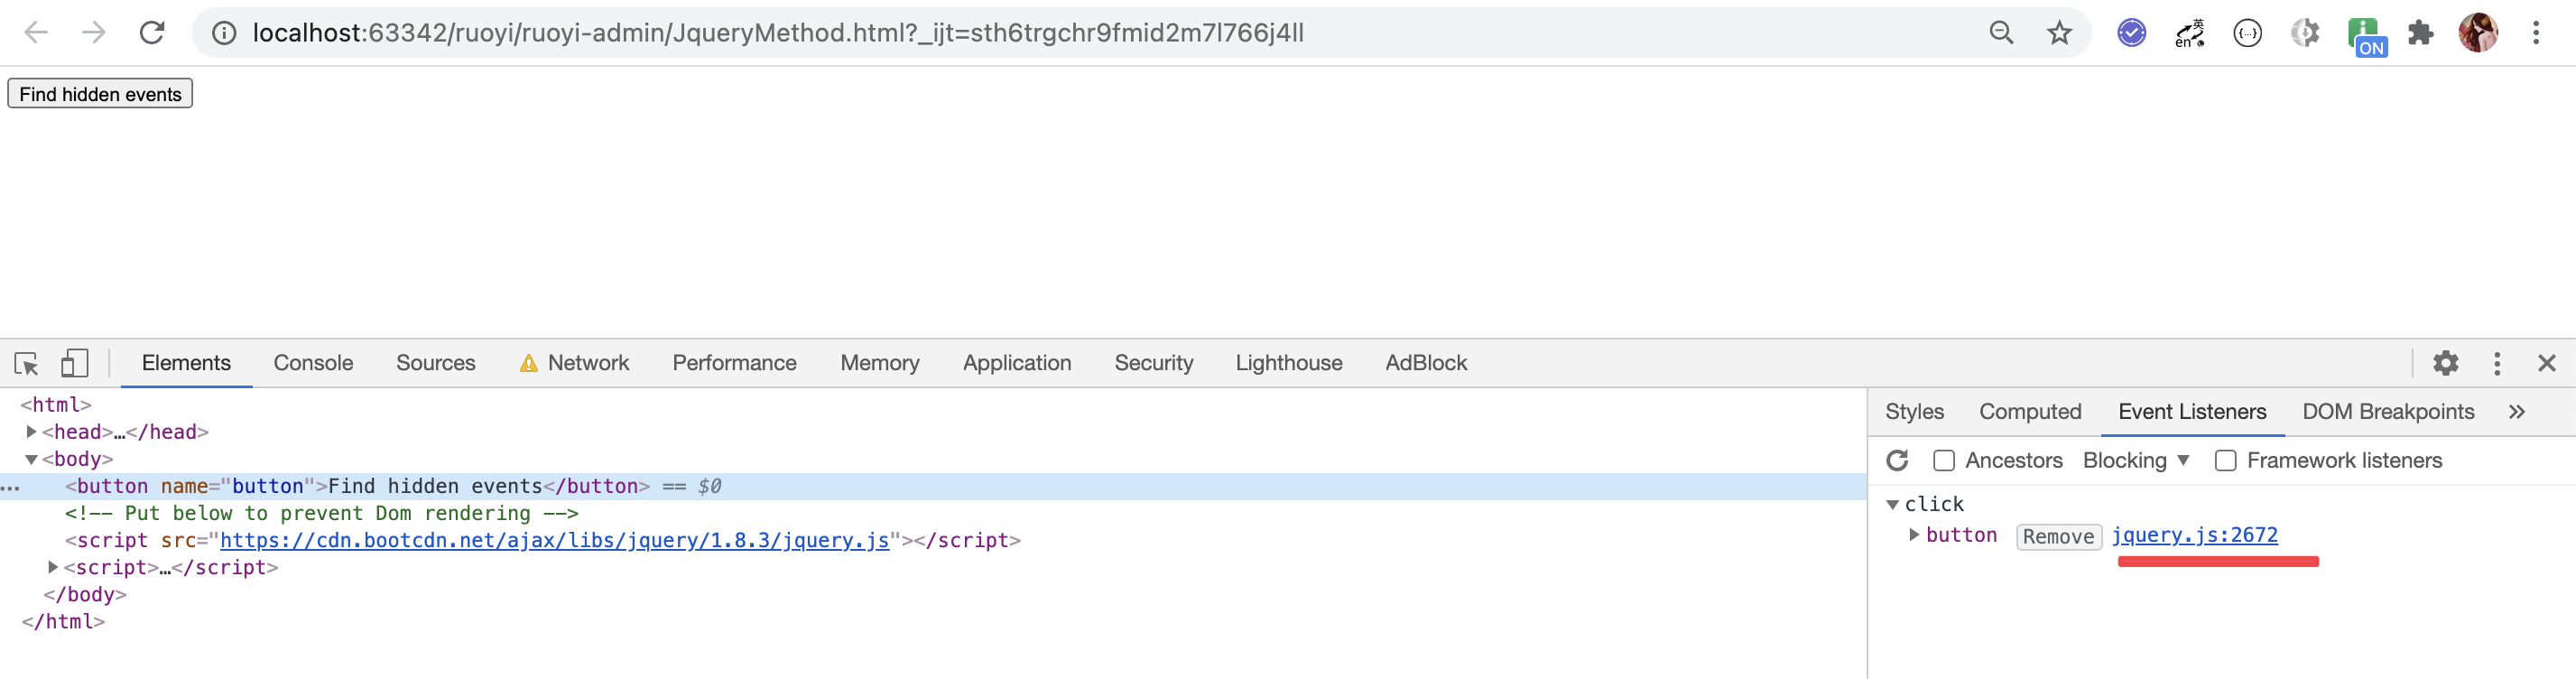 localhost:63342/ruoyi/ruoyi-admin/JqueryMethod.html?_ijt=sth6trgchr9fmid2m7l766j4ll
英
en
{...}
ON
Find hidden events
Elements Console Sources Network Performance Memory Application Security Lighthouse AdBlock
<html>
<head>…</head>
<body>
<button name="button">Find hidden events</button> == $0
<!-- Put below to prevent Dom rendering -->
<script src="https://cdn.bootcdn.net/ajax/libs/jquery/1.8.3/jquery.js"></script>
<script>…</script>
</body>
</html>
Styles Computed Event Listeners DOM Breakpoints »
Ancestors Blocking ▼ Framework listeners
click
button Remove jquery.js:2672